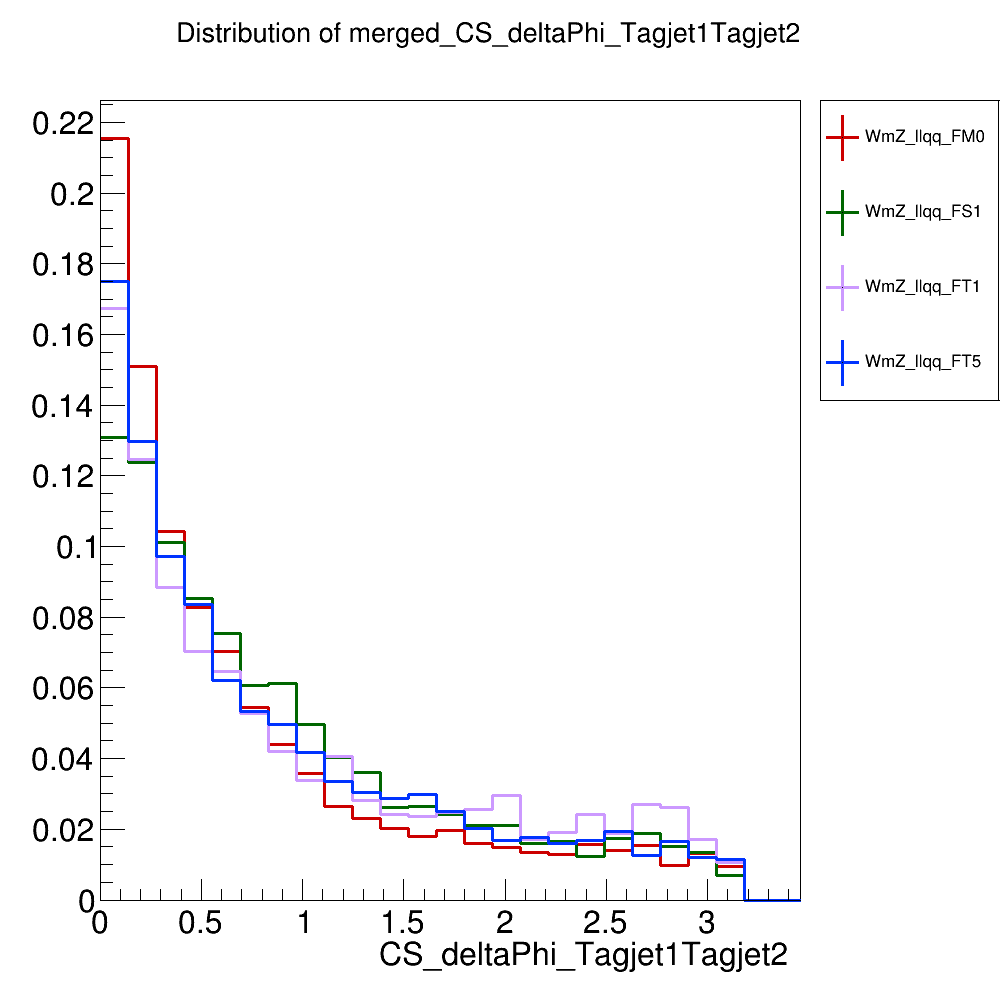 Distribution of merged_CS_deltaPhi_Tagjet1Tagjet2
0.22
0.2
0.18
0.16
0.14
0.12
0.1
0.08
0.06
0.04
0.02
0
0 0.5 1 1.5 2 2.5 3
CS_deltaPhi_Tagjet1Tagjet2
WmZ_llqq_FM0
WmZ_llqq_FS1
WmZ_llqq_FT1
WmZ_llqq_FT5